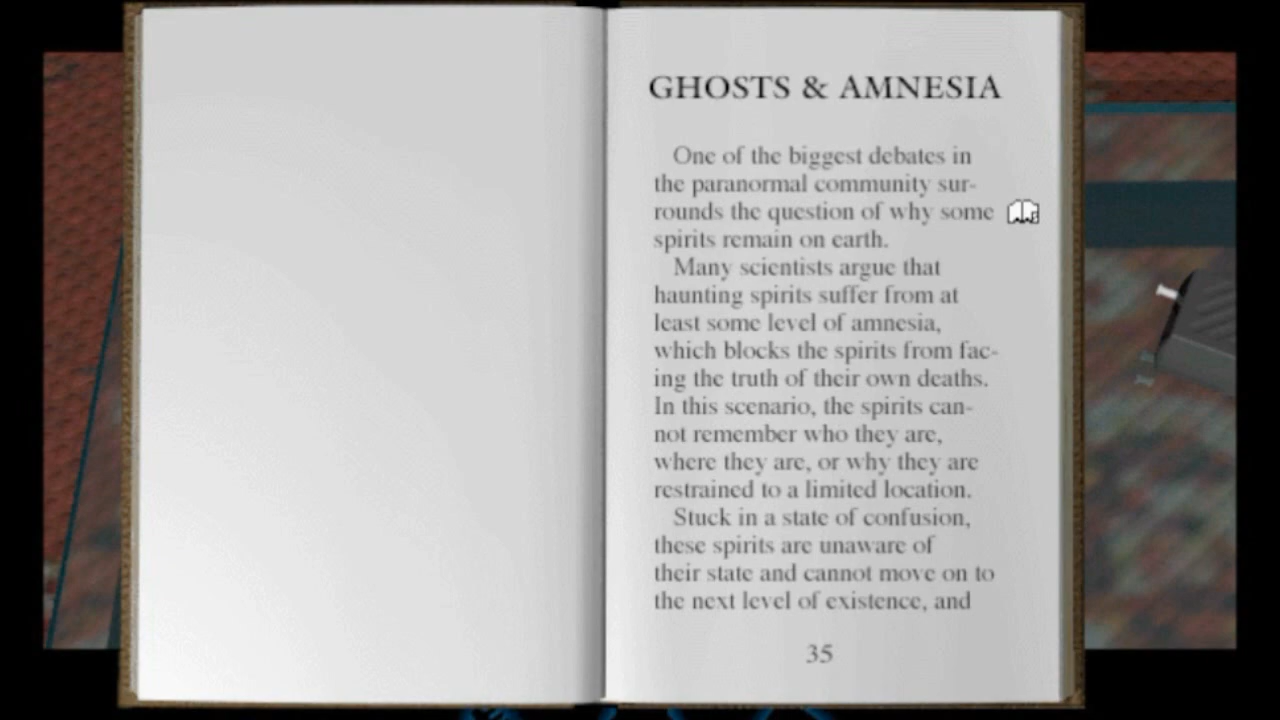 GHOSTS & AMNESIA
One of the biggest debates in
the paranormal community sur-
rounds the question of why some
spirits remain on earth.
Many scientists argue that
haunting spirits suffer from at
least some level of amnesia,
which blocks the spirits from fac-
ing the truth of their own deaths.
In this scenario, the spirits can-
not remember who they are,
where they are, or why they are
restrained to a limited location.
Stuck in a state of confusion,
these spirits are unaware of
their state and cannot move on to
the next level of existence, and
35